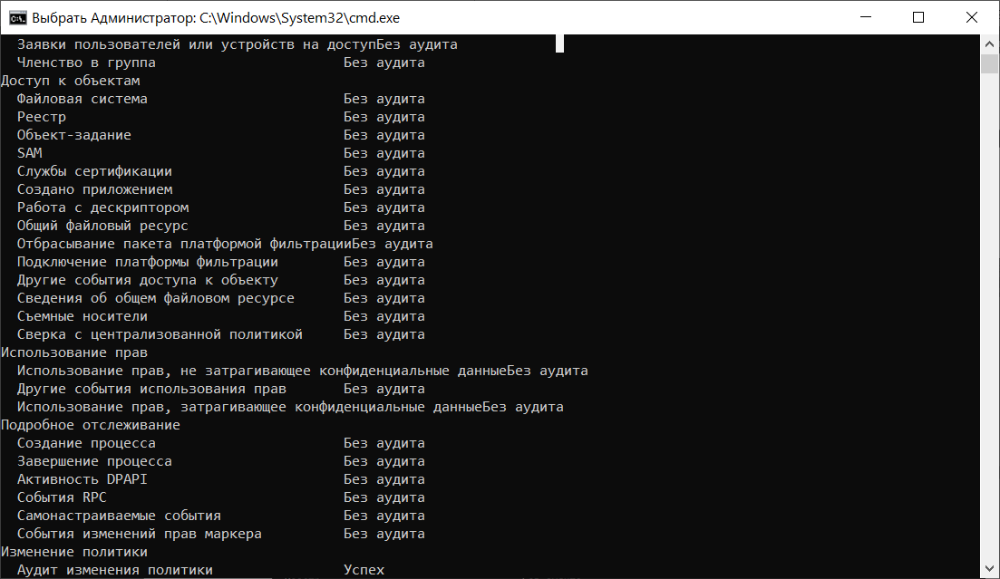 Выбрать Администратор: C:\Windows\System32\cmd.exe
Заявки пользователей или устройств на доступБез аудита
Членство в группа Без аудита
Доступ к объектам
Файловая система Без аудита
Реестр Без аудита
Объект-задание Без аудита
SAM Без аудита
Службы сертификации Без аудита
Создано приложением Без аудита
Работа с дескриптором Без аудита
Общий файловый ресурс Без аудита
Отбрасывание пакета платформой фильтрацииБез аудита
Подключение платформы фильтрации Без аудита
Другие события доступа к объекту Без аудита
Сведения об общем файловом ресурсе Без аудита
Съемные носители Без аудита
Сверка с централизованной политикой Без аудита
Использование прав
Использование прав, не затрагивающее конфиденциальные данныеБез аудита
Другие события использования прав Без аудита
Использование прав, затрагивающее конфиденциальные данныеБез аудита
Подробное отслеживание
Создание процесса Без аудита
Завершение процесса Без аудита
Активность DPAPI Без аудита
События RPC Без аудита
Самонастраиваемые события Без аудита
События изменений прав маркера Без аудита
Изменение политики
Аудит изменения политики Успех